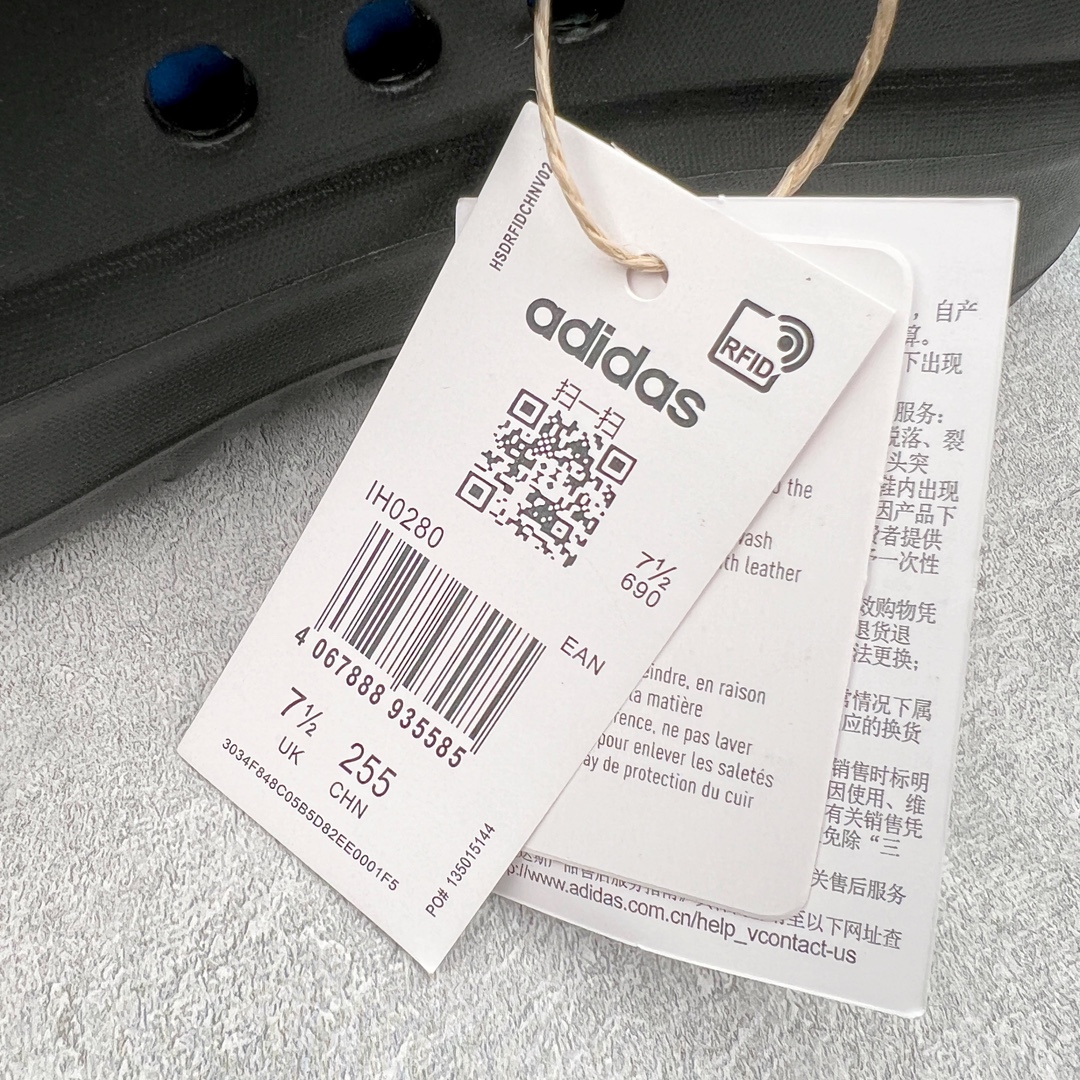 HSDRFIDCHNV02
adidas
RFID
扫一扫
IH0280
7½
690
EAN
4 067888 935585
7½
UK
255
CHN
3034F848C05B5D82EE0001F5
PO# 135015144
the
leather
, en raison
la matière
, ne pas laver
pour enlever les saletés
de protection du cuir
，自产
算。
下出现
服务：
脱落、裂
头突
鞋内出现
因产品下
费者提供
一次性
效购物凭
退货退
法更换；
情况下属
应的换货
销售时标明
因使用、维
有关销售凭
免除“三
关售后服务
至以下网址查
://www.adidas.com.cn/help_vcontact-us